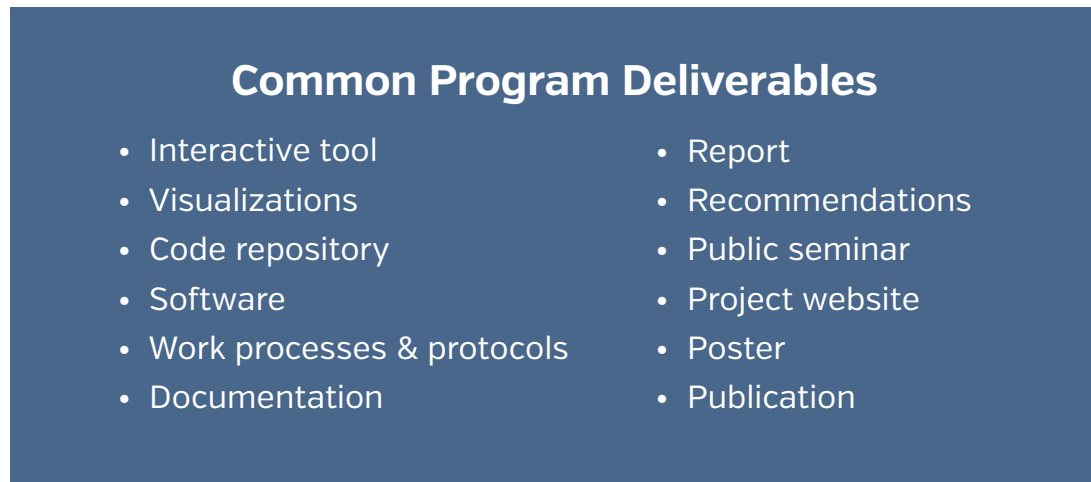 Common Program Deliverables
• Interactive tool
• Visualizations
• Code repository
• Software
• Work processes & protocols
• Documentation
• Report
• Recommendations
• Public seminar
• Project website
• Poster
• Publication